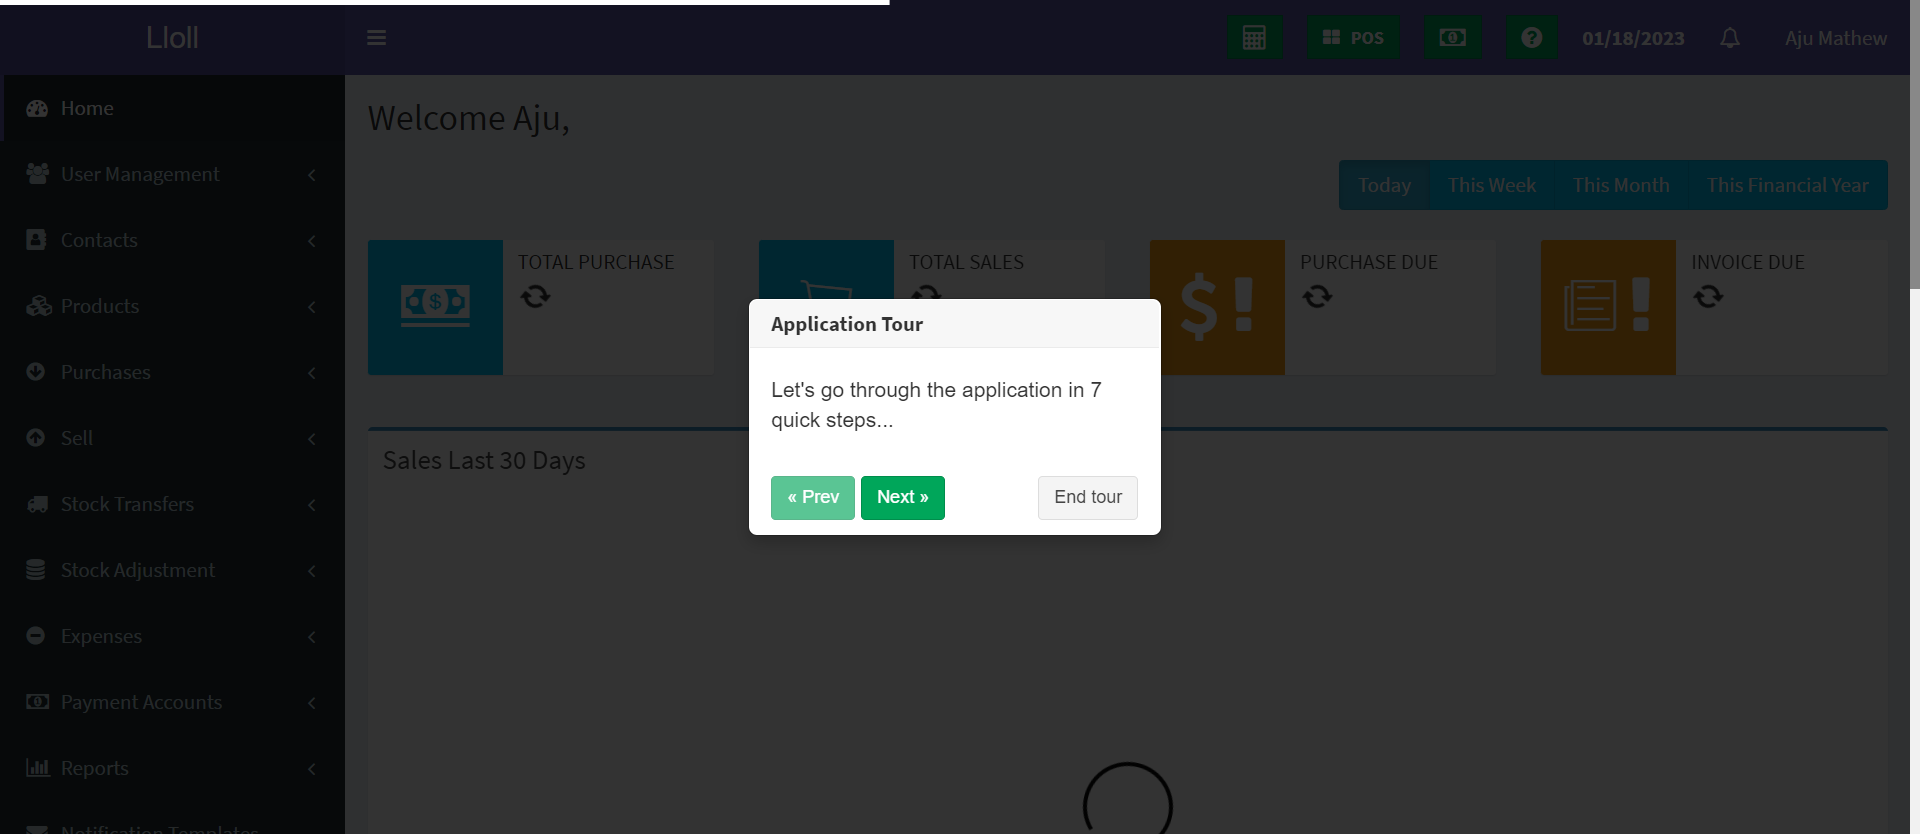 Lloll
POS
01/18/2023
Aju Mathew
Home
User Management
Contacts
Products
Purchases
Sell
Stock Transfers
Stock Adjustment
Expenses
Payment Accounts
Reports
Notification Templates
Welcome Aju,
Today
This Week
This Month
This Financial Year
TOTAL PURCHASE
TOTAL SALES
PURCHASE DUE
INVOICE DUE
Application Tour
Let's go through the application in 7
quick steps...
« Prev
Next »
End tour
Sales Last 30 Days